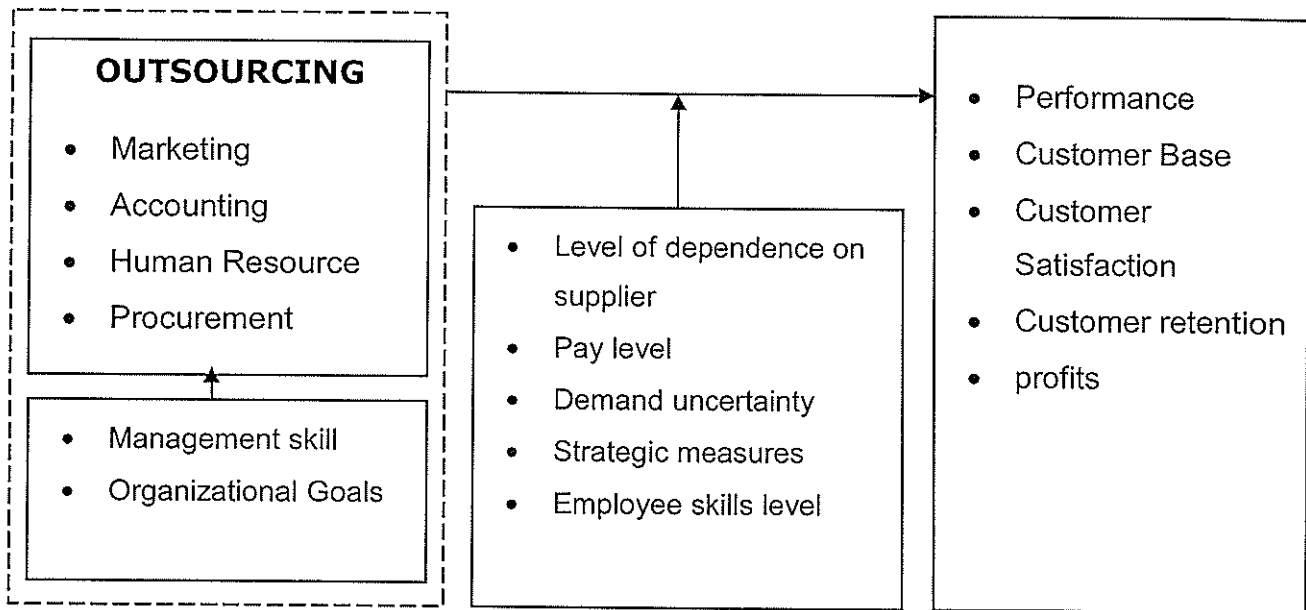 OUTSOURCING
• Marketing
• Accounting
• Human Resource
• Procurement
• Management skill
• Organizational Goals
• Level of dependence on
supplier
• Pay level
• Demand uncertainty
• Strategic measures
• Employee skills level
• Performance
• Customer Base
• Customer
Satisfaction
• Customer retention
• profits